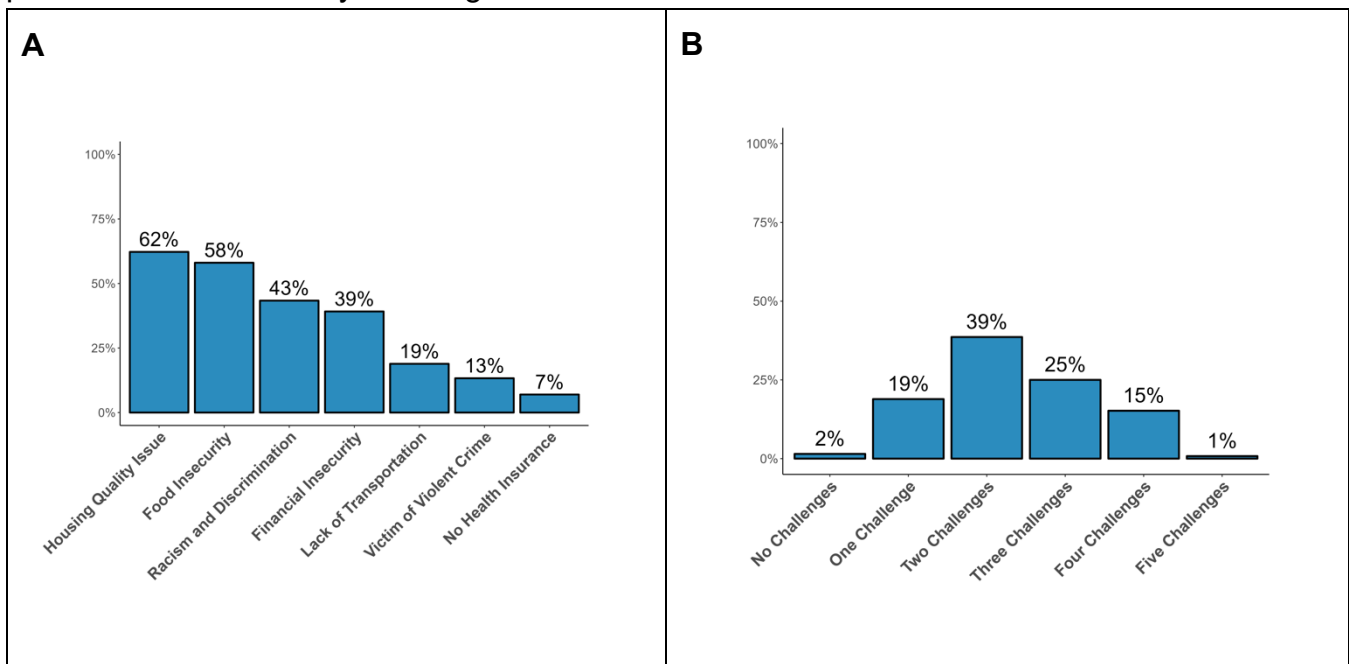 A
100%
75%
50%
25%
0%
62%
58%
43%
39%
19%
13%
7%
Housing Quality Issue
Food Insecurity
Racism and Discrimination
Financial Insecurity
Lack of Transportation
Victim of Violent Crime
No Health Insurance
B
100%
75%
50%
25%
0%
2%
19%
39%
25%
15%
1%
No Challenges
One Challenge
Two Challenges
Three Challenges
Four Challenges
Five Challenges